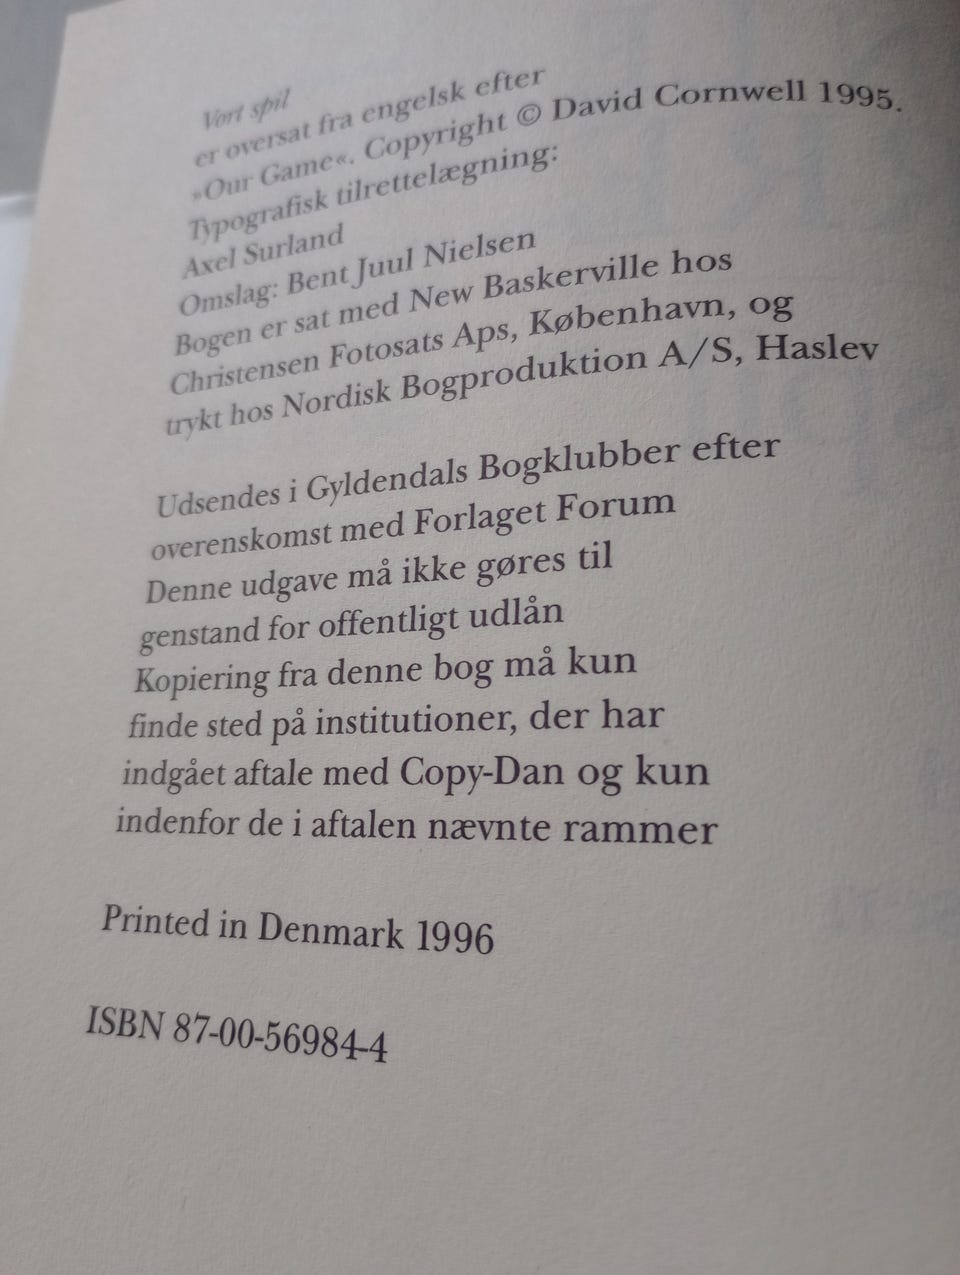 Vort spil
er oversat fra engelsk efter
»Our Game«. Copyright © David Cornwell 1995.
Typografisk tilrettelægning:
Axel Surland
Omslag: Bent Juul Nielsen
Bogen er sat med New Baskerville hos
Christensen Fotosats Aps, København, og
trykt hos Nordisk Bogproduktion A/S, Haslev
Udsendes i Gyldendals Bogklubber efter
overenskomst med Forlaget Forum
Denne udgave må ikke gøres til
genstand for offentligt udlån
Kopiering fra denne bog må kun
finde sted på institutioner, der har
indgået aftale med Copy-Dan og kun
indenfor de i aftalen nævnte rammer
Printed in Denmark 1996
ISBN 87-00-56984-4